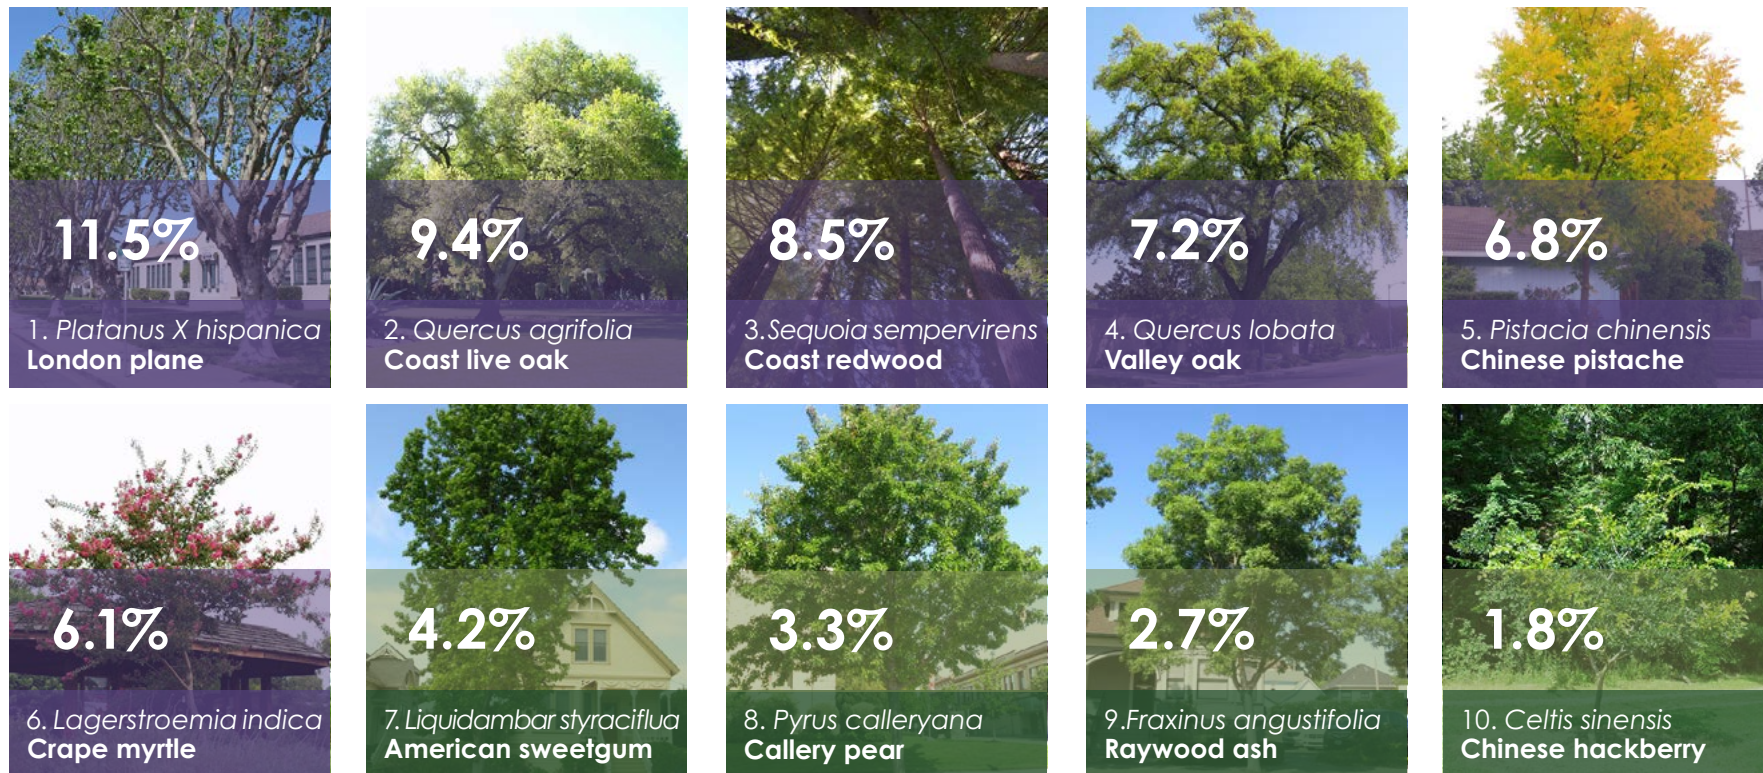 11.5%
1. Platanus X hispanica
London plane
9.4%
2. Quercus agrifolia
Coast live oak
8.5%
3.Sequoia sempervirens
Coast redwood
7.2%
4. Quercus lobata
Valley oak
6.8%
5. Pistacia chinensis
Chinese pistache
6.1%
6. Lagerstroemia indica
Crape myrtle
4.2%
7. Liquidambar styraciflua
American sweetgum
3.3%
8. Pyrus calleryana
Callery pear
2.7%
9.Fraxinus angustifolia
Raywood ash
1.8%
10. Celtis sinensis
Chinese hackberry